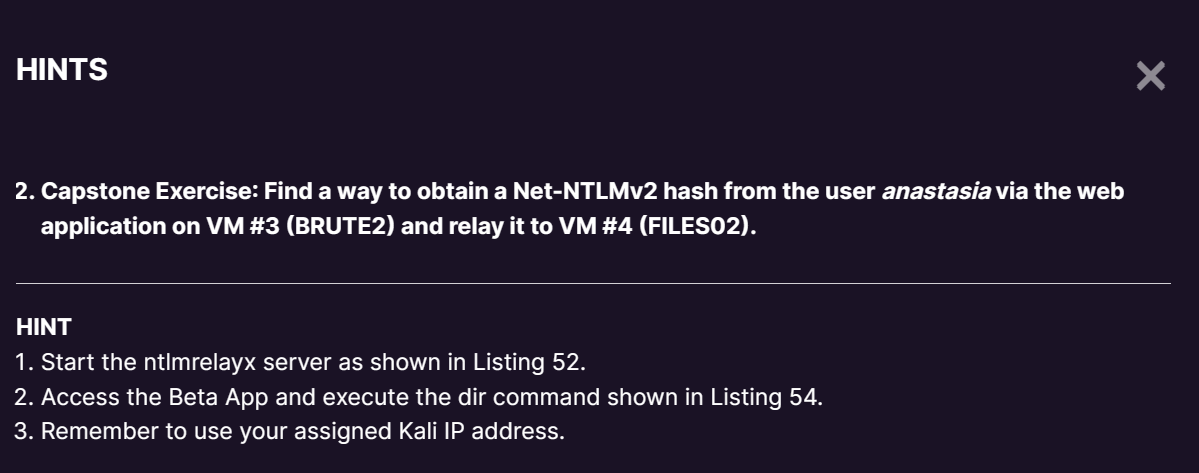 HINTS
2. Capstone Exercise: Find a way to obtain a Net-NTLMv2 hash from the user anastasia via the web
application on VM #3 (BRUTE2) and relay it to VM #4 (FILES02).
HINT
1. Start the ntlmrelayx server as shown in Listing 52.
2. Access the Beta App and execute the dir command shown in Listing 54.
3. Remember to use your assigned Kali IP address.